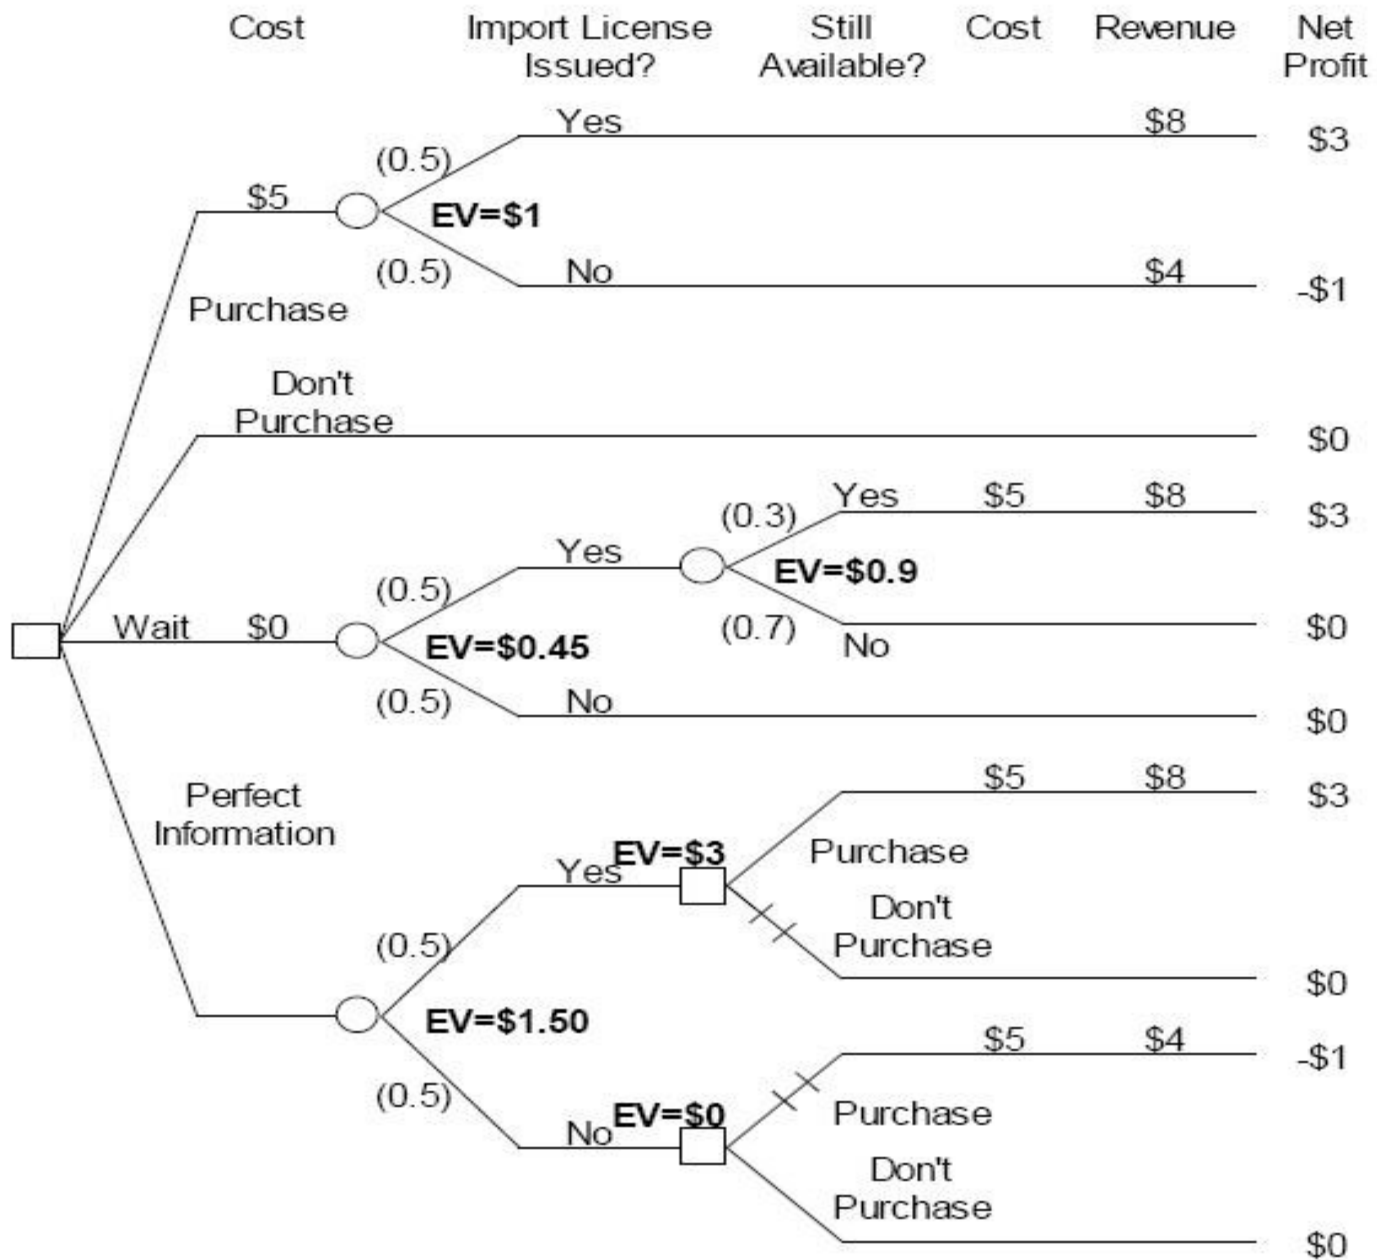 Cost
Import License
Issued?
Still
Available?
Cost
Revenue
Net
Profit
Yes
$8
$3
(0.5)
$5
EV=$1
(0.5)
No
$4
-$1
Purchase
Don't
Purchase
$0
Yes
$5
$8
$3
(0.3)
Yes
EV=$0.9
(0.5)
Wait
$0
(0.7)
$0
EV=$0.45
No
(0.5)
No
$0
$5
$8
$3
Perfect
Information
EV=$3
Yes
Purchase
Don't
Purchase
(0.5)
$0
EV=$1.50
$5
$4
-$1
(0.5)
EV=$0
No
Purchase
Don't
Purchase
$0